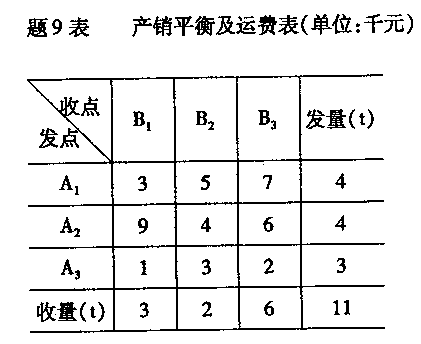 题9表 产销平衡及运费表(单位:千元)
收点 B₁ B₂ B₃ 发量(t)
发点
A₁ 3 5 7 4
A₂ 9 4 6 4
A₃ 1 3 2 3
收量(t) 3 2 6 11